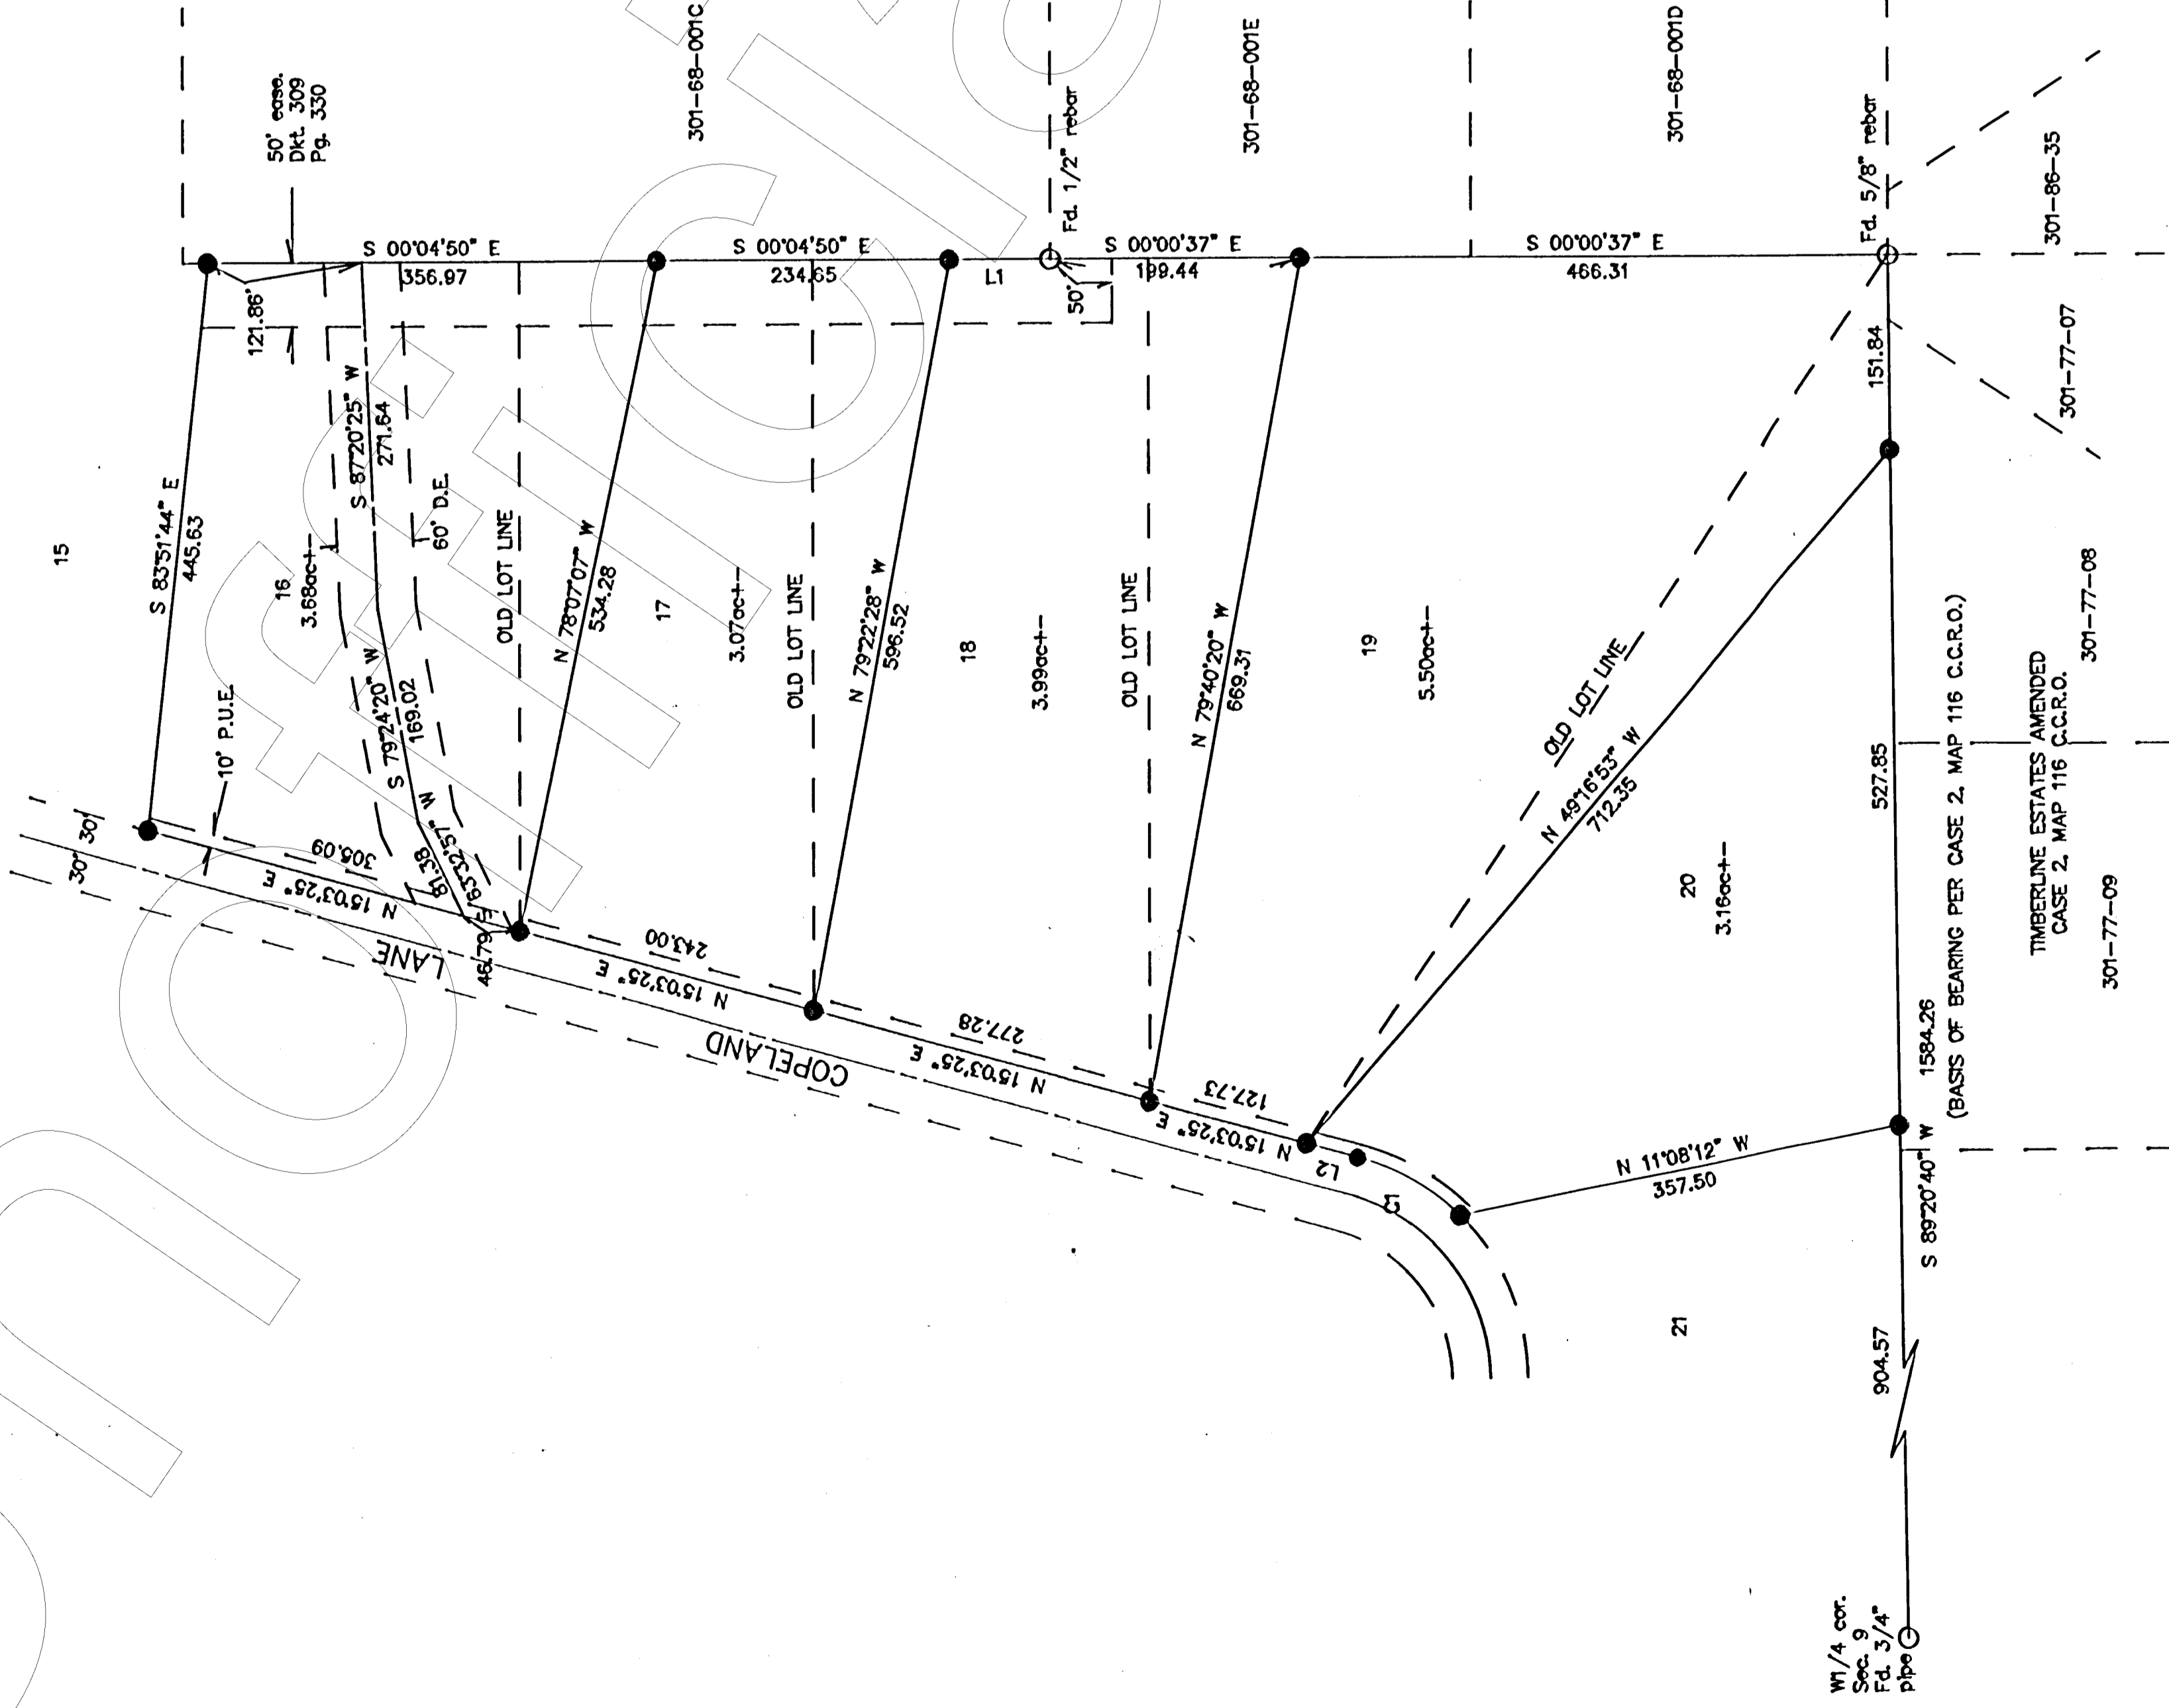 50' ease.
Dkt. 309
Pg. 330
301-68-001C
Fd. 1/2" rebar
301-68-001E
301-68-001D
Fd. 5/8" rebar
301-86-35
S 00°04'50" E
356.97
S 00°04'50" E
234.65
L1
S 00°00'37" E
199.44
50'
S 00°00'37" E
466.31
121.86'
15
S 83°51'44" E
445.63
16
3.68ac+-
S 87°20'25" W
271.64
60' D.E.
S 79°24'20" W
169.02
81.38
S 63°32'57" W
46.79
10' P.U.E.
30'
30'
OLD LOT LINE
N 78°07'07" W
534.28
17
3.07ac+-
OLD LOT LINE
N 79°22'28" W
596.52
18
3.99ac+-
OLD LOT LINE
N 79°40'20" W
669.31
19
5.50ac+-
OLD LOT LINE
N 49°16'53" W
712.35
20
3.16ac+-
151.84
301-77-07
527.85
301-77-08
(BASIS OF BEARING PER CASE 2, MAP 116 C.C.R.O.)
TIMBERLINE ESTATES AMENDED
CASE 2, MAP 116 C.C.R.O.
301-77-09
305.09
N 15°03'25" E
LANE
243.00
N 15°03'25" E
COPELAND
277.28
N 15°03'25" E
127.73
N 15°03'25" E
L2
C1
N 11°08'12" W
357.50
21
S 89°20'40" W
1584.26
904.57
W1/4 cor.
Sec. 9
Fd. 3/4"
pipe